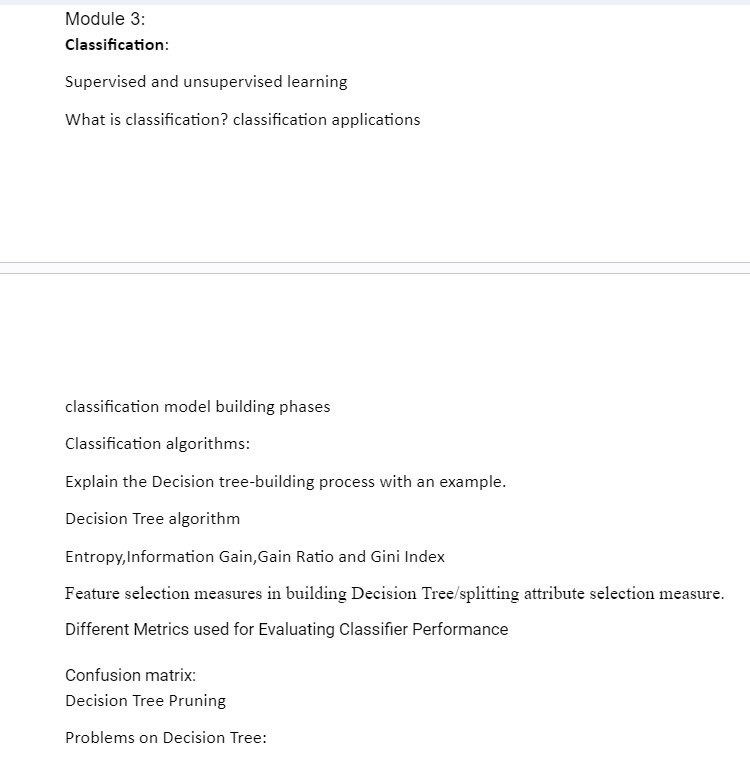 Module 3:
Classification:
Supervised and unsupervised learning
What is classification? classification applications
classification model building phases
Classification algorithms:
Explain the Decision tree-building process with an example.
Decision Tree algorithm
Entropy,Information Gain,Gain Ratio and Gini Index
Feature selection measures in building Decision Tree/splitting attribute selection measure.
Different Metrics used for Evaluating Classifier Performance
Confusion matrix:
Decision Tree Pruning
Problems on Decision Tree: